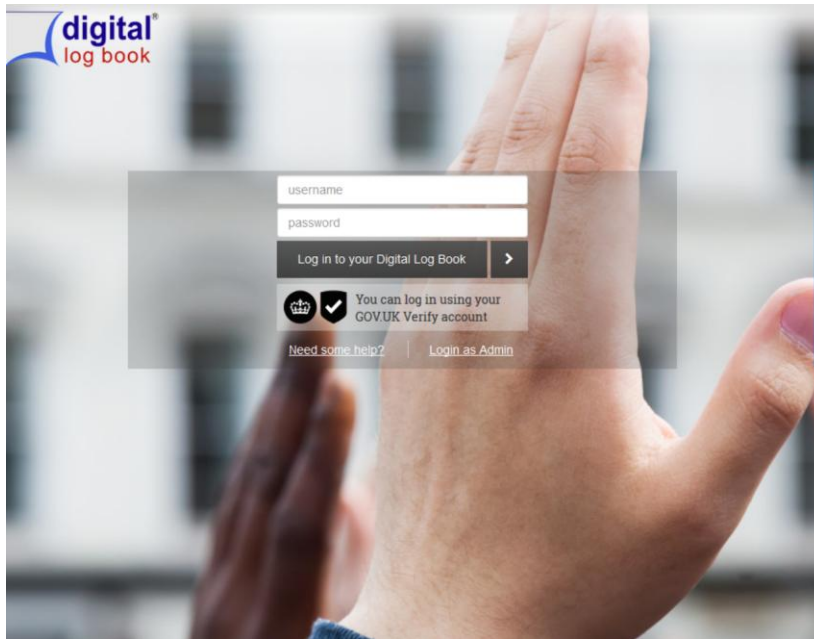 digital®
log book
username
password
Log in to your Digital Log Book
You can log in using your
GOV.UK Verify account
Need some help? Login as Admin